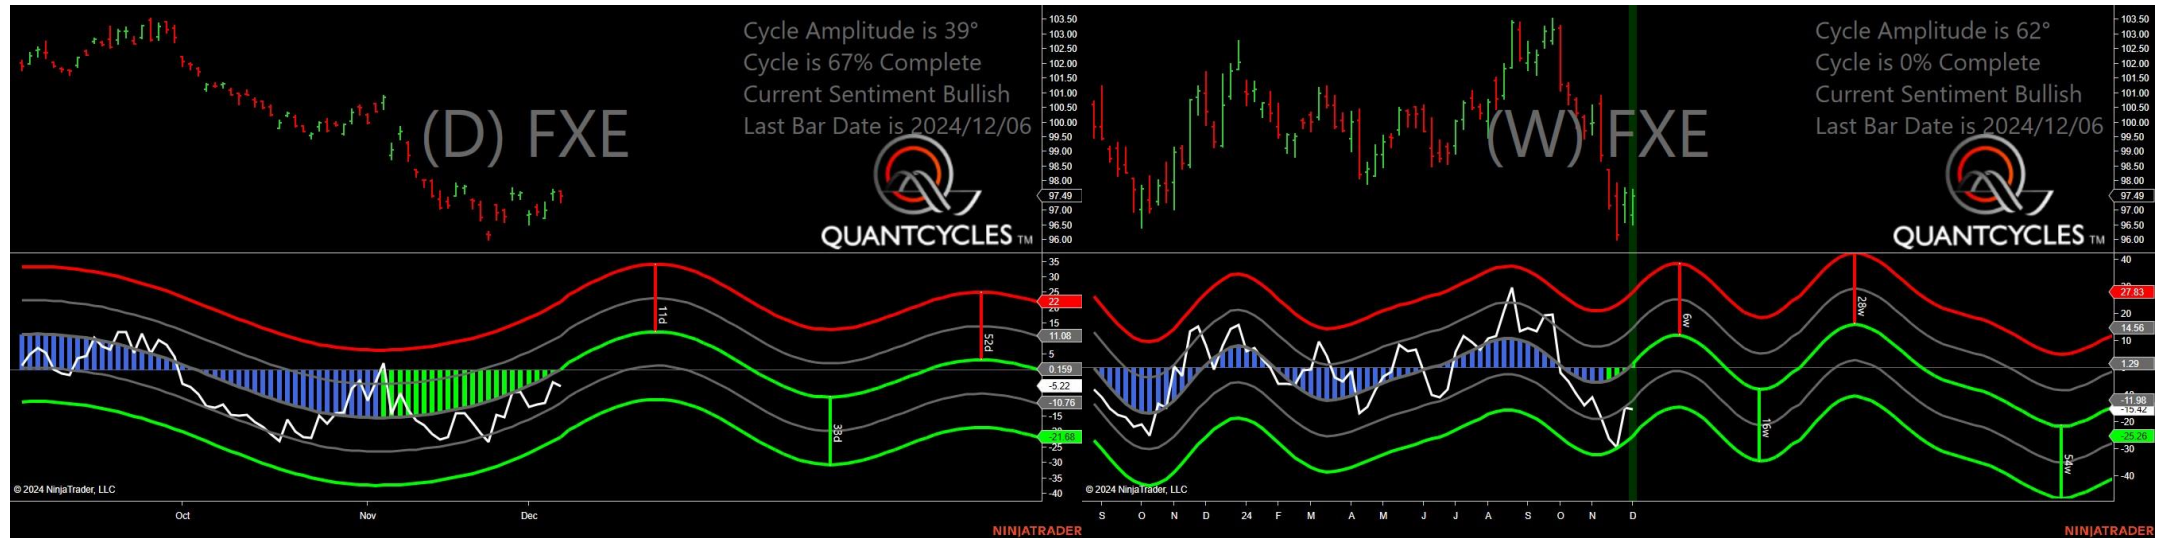 Cycle Amplitude is 39°
Cycle is 67% Complete
Current Sentiment Bullish
Last Bar Date is 2024/12/06
(D) FXE
QUANTCYCLES TM
103.50
103.00
102.50
102.00
101.50
101.00
100.50
100.00
99.50
99.00
98.50
98.00
97.49
97.00
96.50
96.00
35
30
25
22
15
11.08
5
0.159
-5.22
-10.76
-15
-25
-30
-35
-40
11d
38d
52d
© 2024 NinjaTrader, LLC
Oct Nov Dec
NINJATRADER
Cycle Amplitude is 62°
Cycle is 0% Complete
Current Sentiment Bullish
Last Bar Date is 2024/12/06
(W) FXE
QUANTCYCLES TM
103.50
103.00
102.50
102.00
101.50
101.00
100.50
100.00
99.50
99.00
98.50
98.00
97.49
97.00
96.50
96.00
40
27.83
20
14.56
10
1.29
-11.98
-15.42
-20
-25.26
-30
-40
6w
16w
28w
54w
© 2024 NinjaTrader, LLC
S O N D 24 F M A M J J A S O N D
NINJATRADER